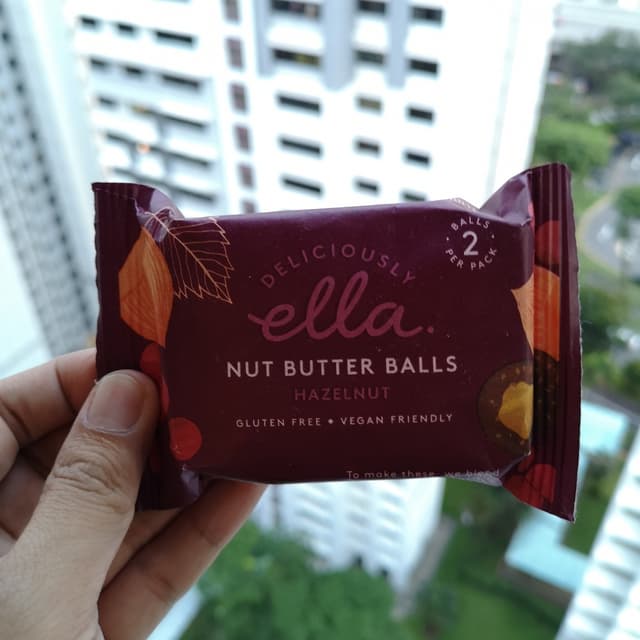 BALLS
2
PER PACK
DELICIOUSLY
ella.
NUT BUTTER BALLS
HAZELNUT
GLUTEN FREE • VEGAN FRIENDLY
To make these, we blend